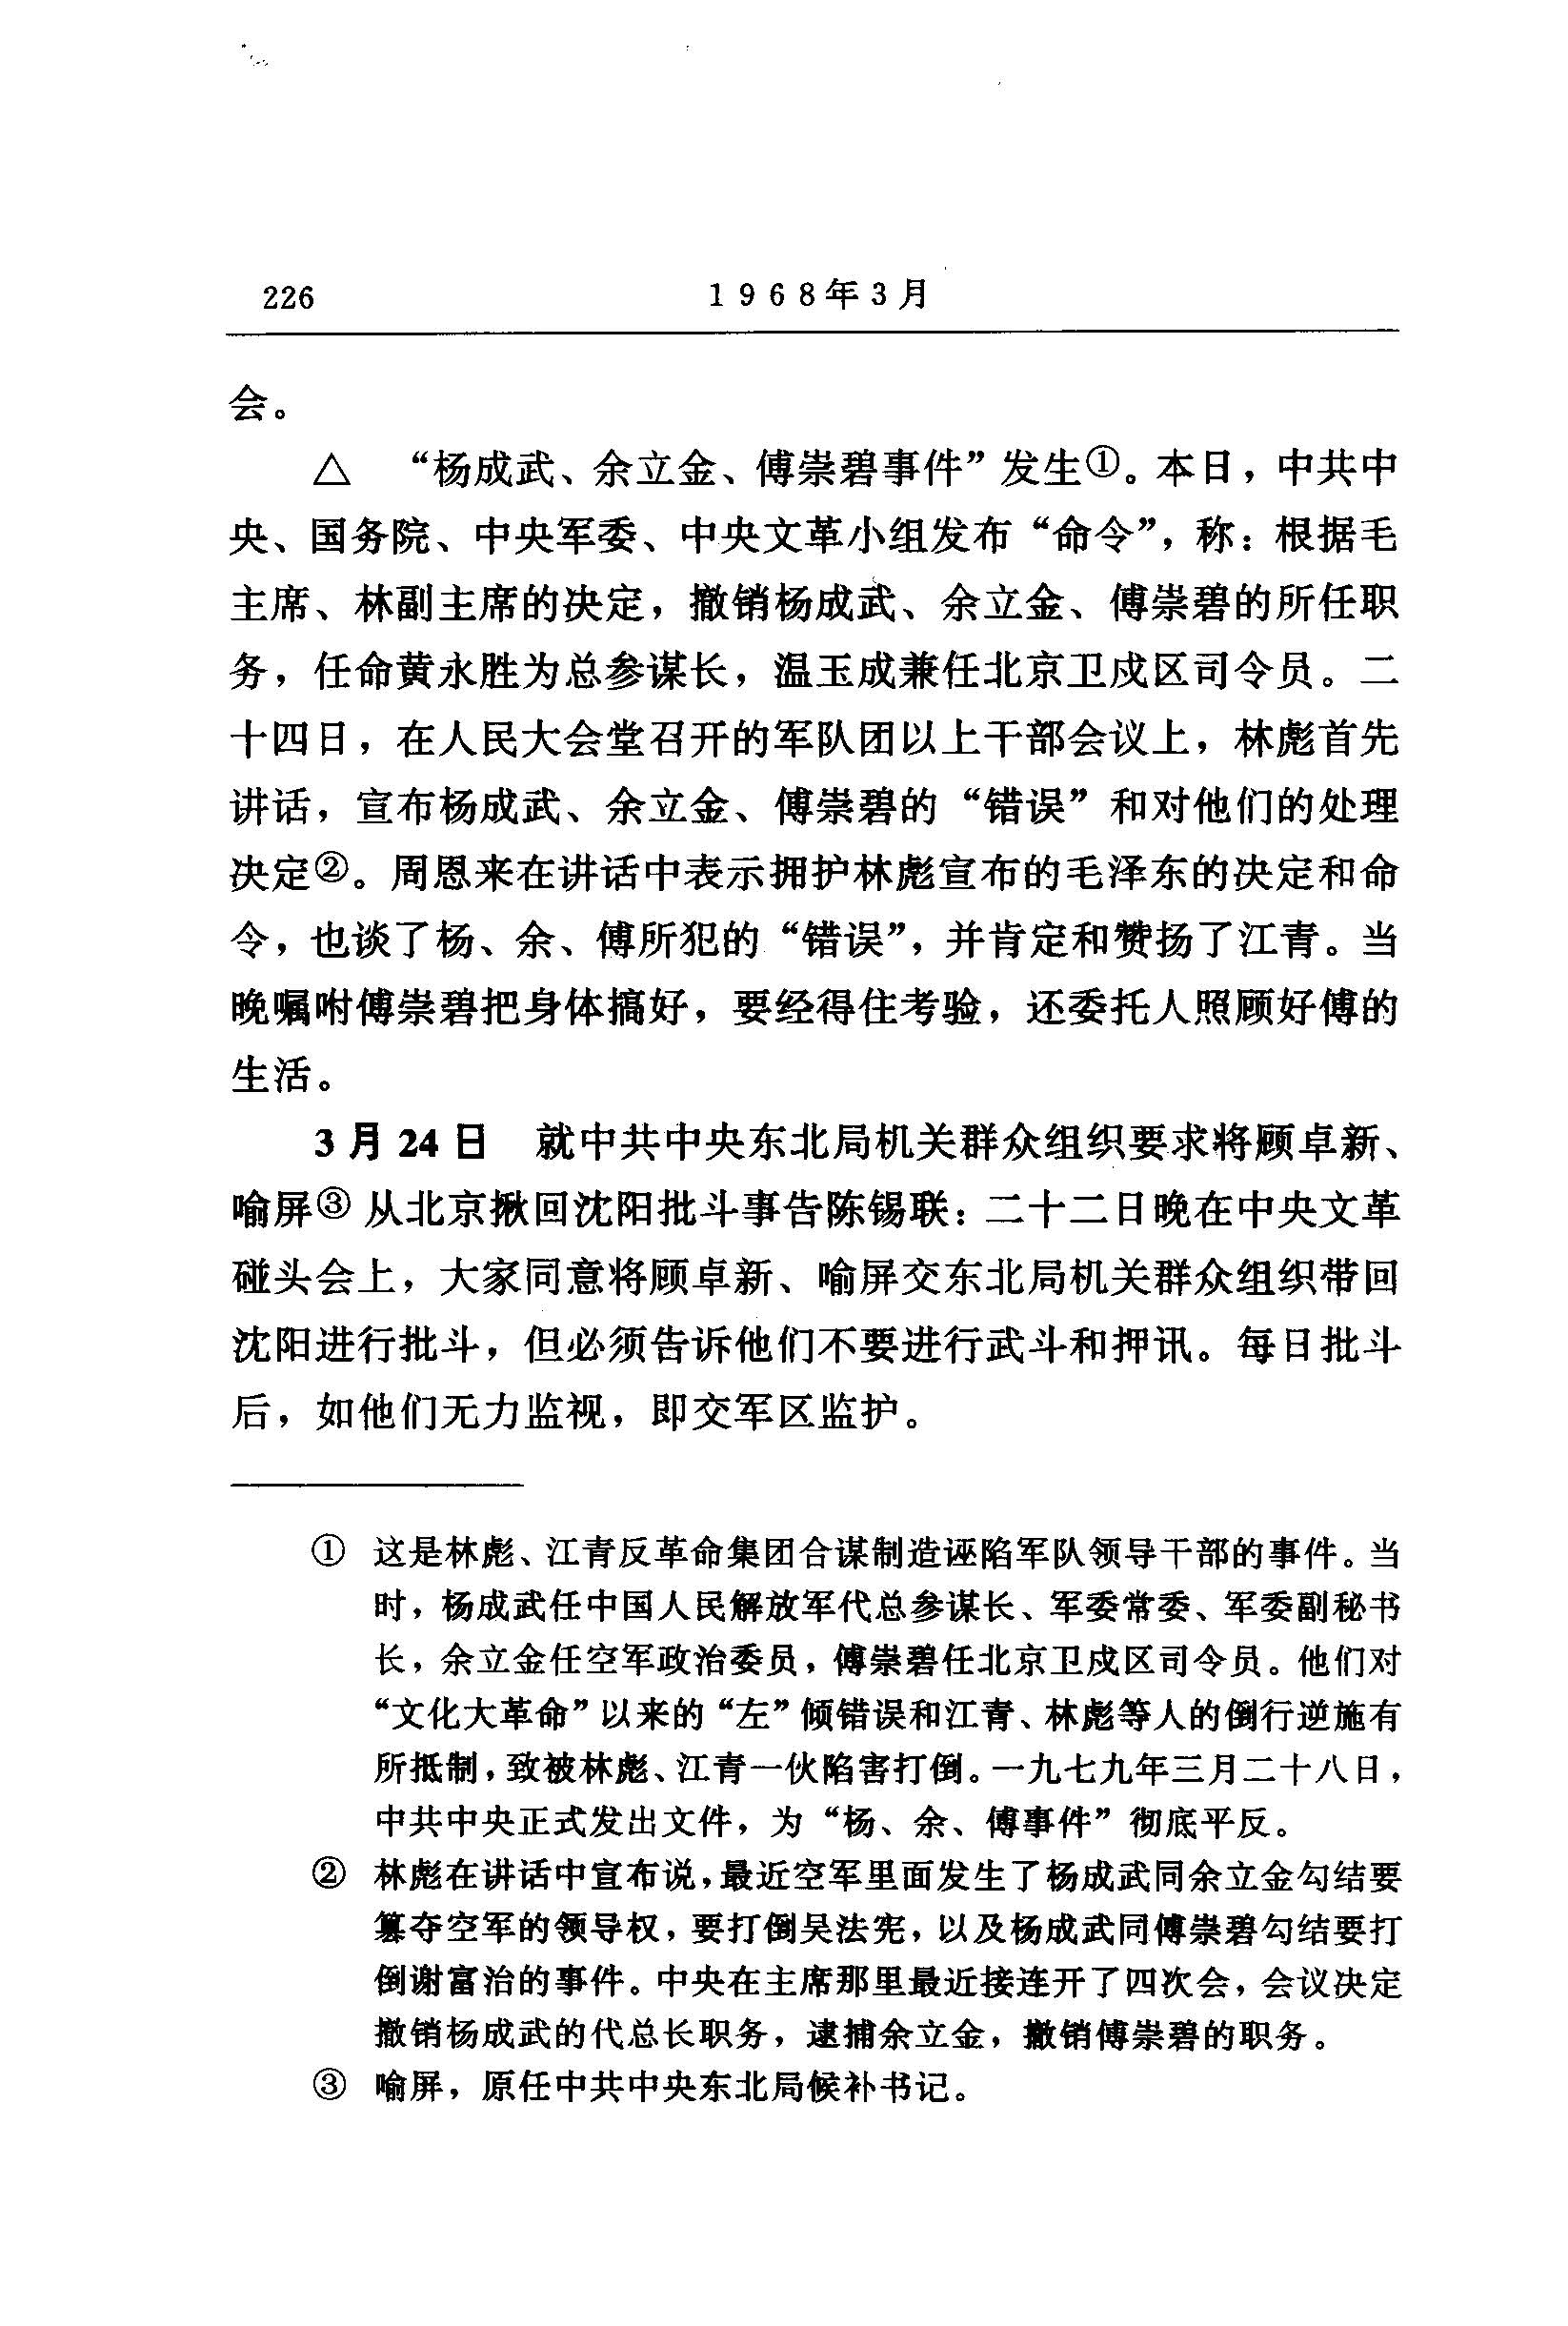 226
1968年3月
会。
△ “杨成武、余立金、傅崇碧事件”发生①。本日，中共中
央、国务院、中央军委、中央文革小组发布“命令”，称：根据毛
主席、林副主席的决定，撤销杨成武、余立金、傅崇碧的所任职
务，任命黄永胜为总参谋长，温玉成兼任北京卫戍区司令员。二
十四日，在人民大会堂召开的军队团以上干部会议上，林彪首先
讲话，宣布杨成武、余立金、傅崇碧的“错误”和对他们的处理
决定②。周恩来在讲话中表示拥护林彪宣布的毛泽东的决定和命
令，也谈了杨、余、傅所犯的“错误”，并肯定和赞扬了江青。当
晚嘱咐傅崇碧把身体搞好，要经得住考验，还委托人照顾好傅的
生活。
3月24日 就中共中央东北局机关群众组织要求将顾卓新、
喻屏③从北京揪回沈阳批斗事告陈锡联：二十二日晚在中央文革
碰头会上，大家同意将顾卓新、喻屏交东北局机关群众组织带回
沈阳进行批斗，但必须告诉他们不要进行武斗和押讯。每日批斗
后，如他们无力监视，即交军区监护。
① 这是林彪、江青反革命集团合谋制造诬陷军队领导干部的事件。当
时，杨成武任中国人民解放军代总参谋长、军委常委、军委副秘书
长，余立金任空军政治委员，傅崇碧任北京卫戍区司令员。他们对
“文化大革命”以来的“左”倾错误和江青、林彪等人的倒行逆施有
所抵制，致被林彪、江青一伙陷害打倒。一九七九年三月二十八日，
中共中央正式发出文件，为“杨、余、傅事件”彻底平反。
② 林彪在讲话中宣布说，最近空军里面发生了杨成武同余立金勾结要
篡夺空军的领导权，要打倒吴法宪，以及杨成武同傅崇碧勾结要打
倒谢富治的事件。中央在主席那里最近接连开了四次会，会议决定
撤销杨成武的代总长职务，逮捕余立金，撤销傅崇碧的职务。
③ 喻屏，原任中共中央东北局候补书记。